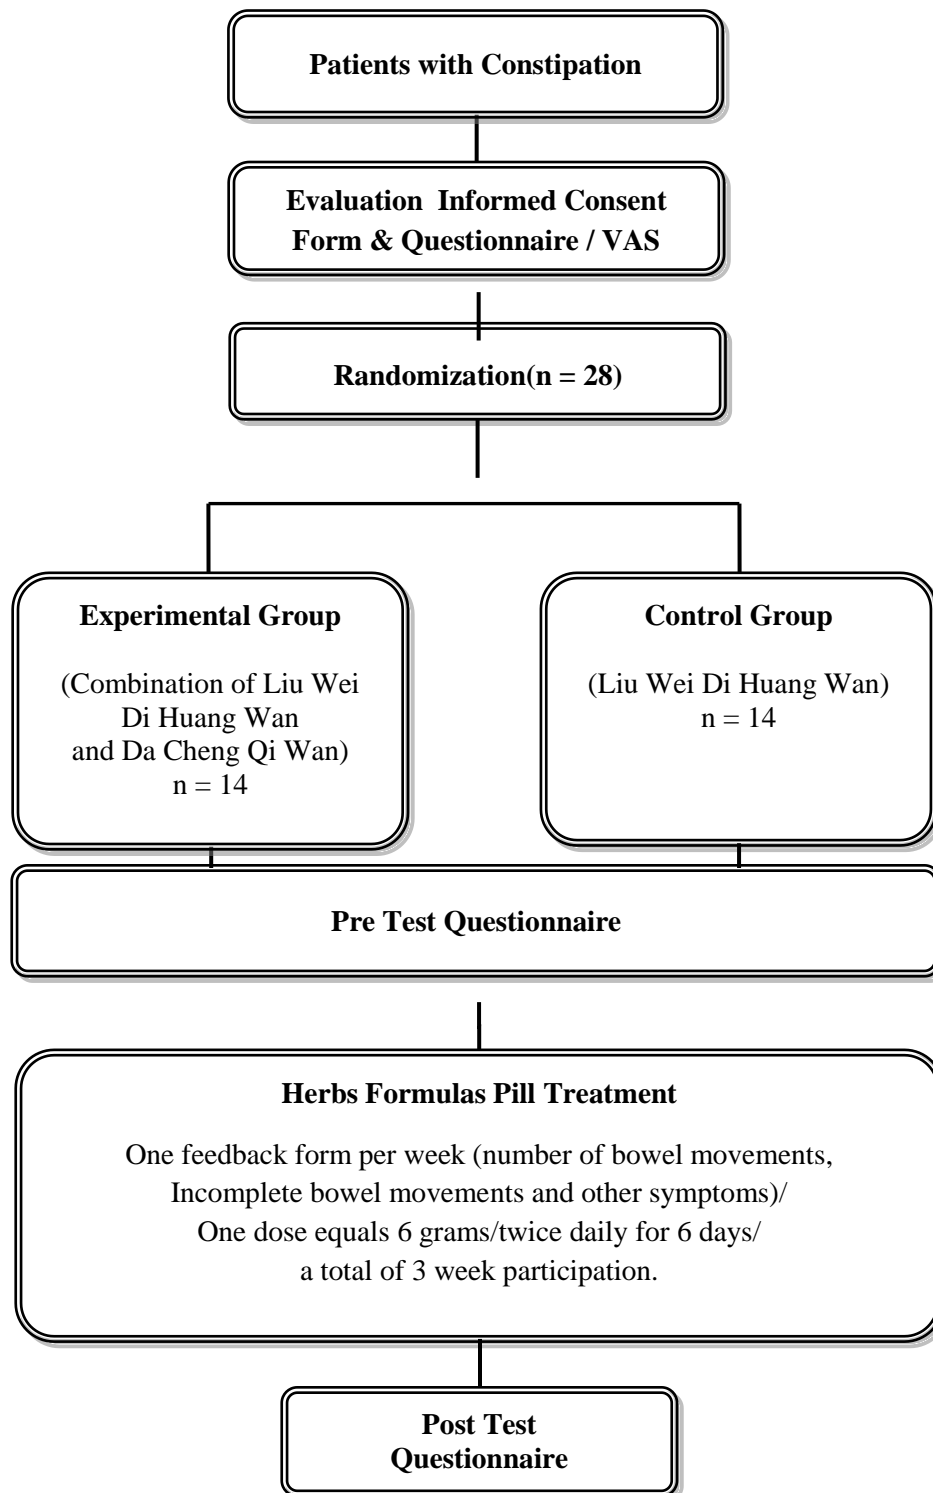 Patients with Constipation
Evaluation  Informed Consent
Form & Questionnaire / VAS
Randomization(n = 28)
Experimental Group
(Combination of Liu Wei
Di Huang Wan
and Da Cheng Qi Wan)
n = 14
Control Group
(Liu Wei Di Huang Wan)
n = 14
Pre Test Questionnaire
Herbs Formulas Pill Treatment
One feedback form per week (number of bowel movements,
Incomplete bowel movements and other symptoms)/
One dose equals 6 grams/twice daily for 6 days/
a total of 3 week participation.
Post Test
Questionnaire